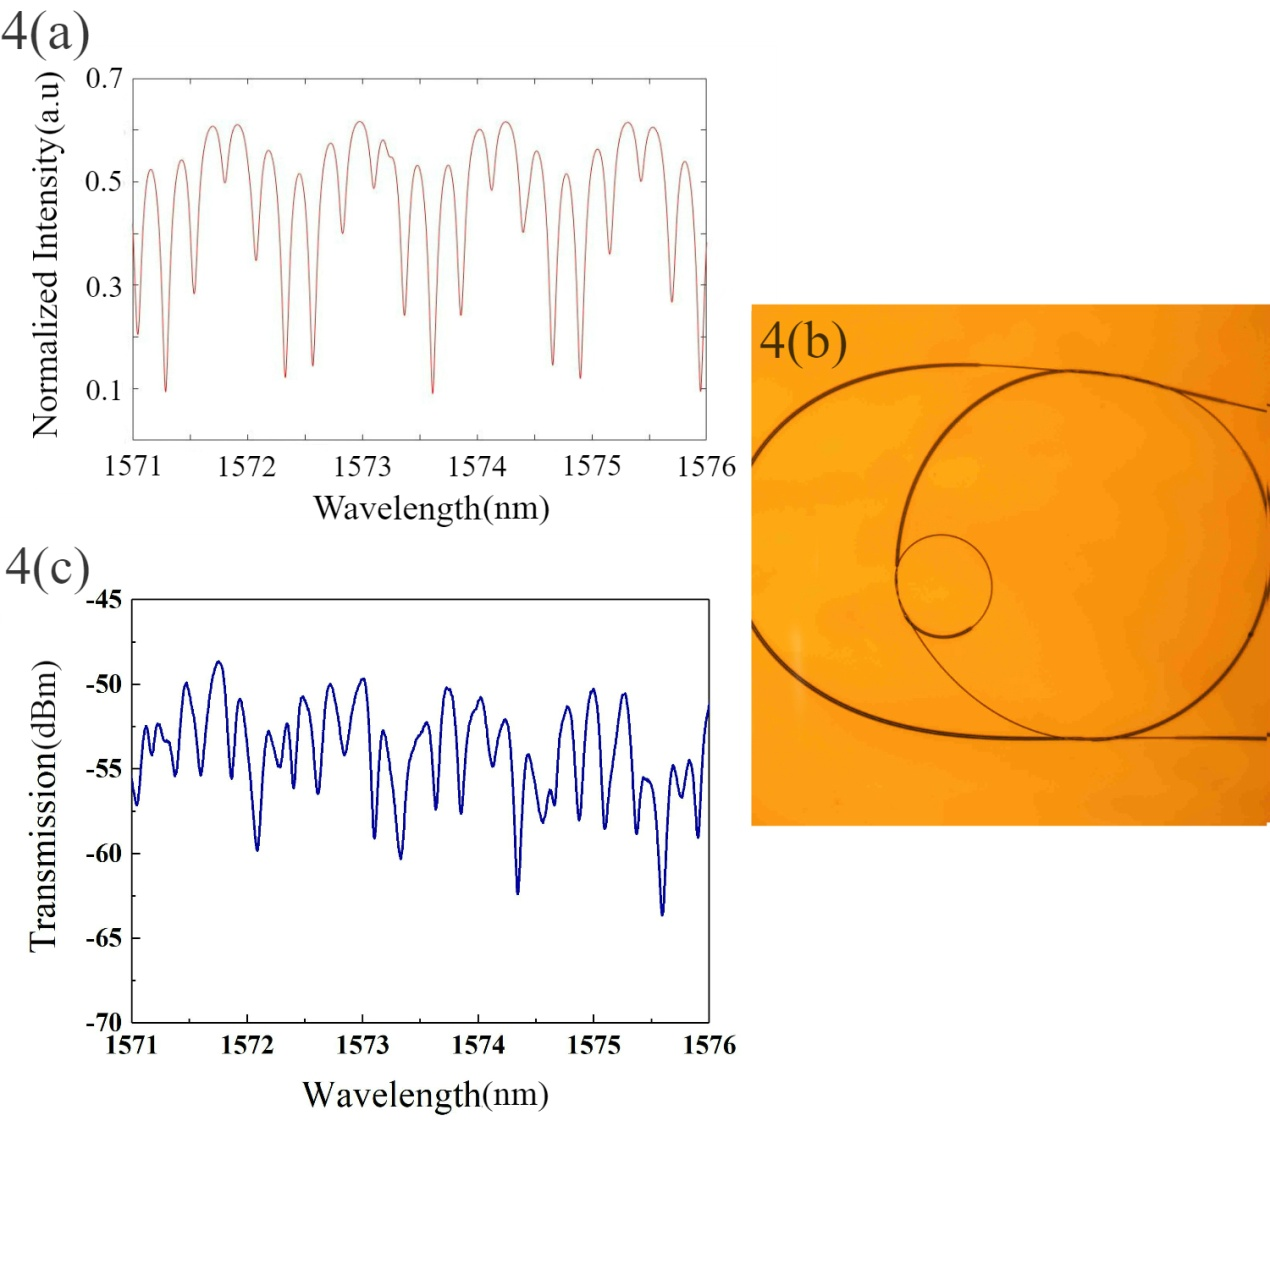 4(a)
Normalized Intensity(a.u)
0.7
0.5
0.3
0.1
1571 1572 1573 1574 1575 1576
Wavelength(nm)
4(b)
4(c)
Transmission(dBm)
-45
-50
-55
-60
-65
-70
1571 1572 1573 1574 1575 1576
Wavelength(nm)